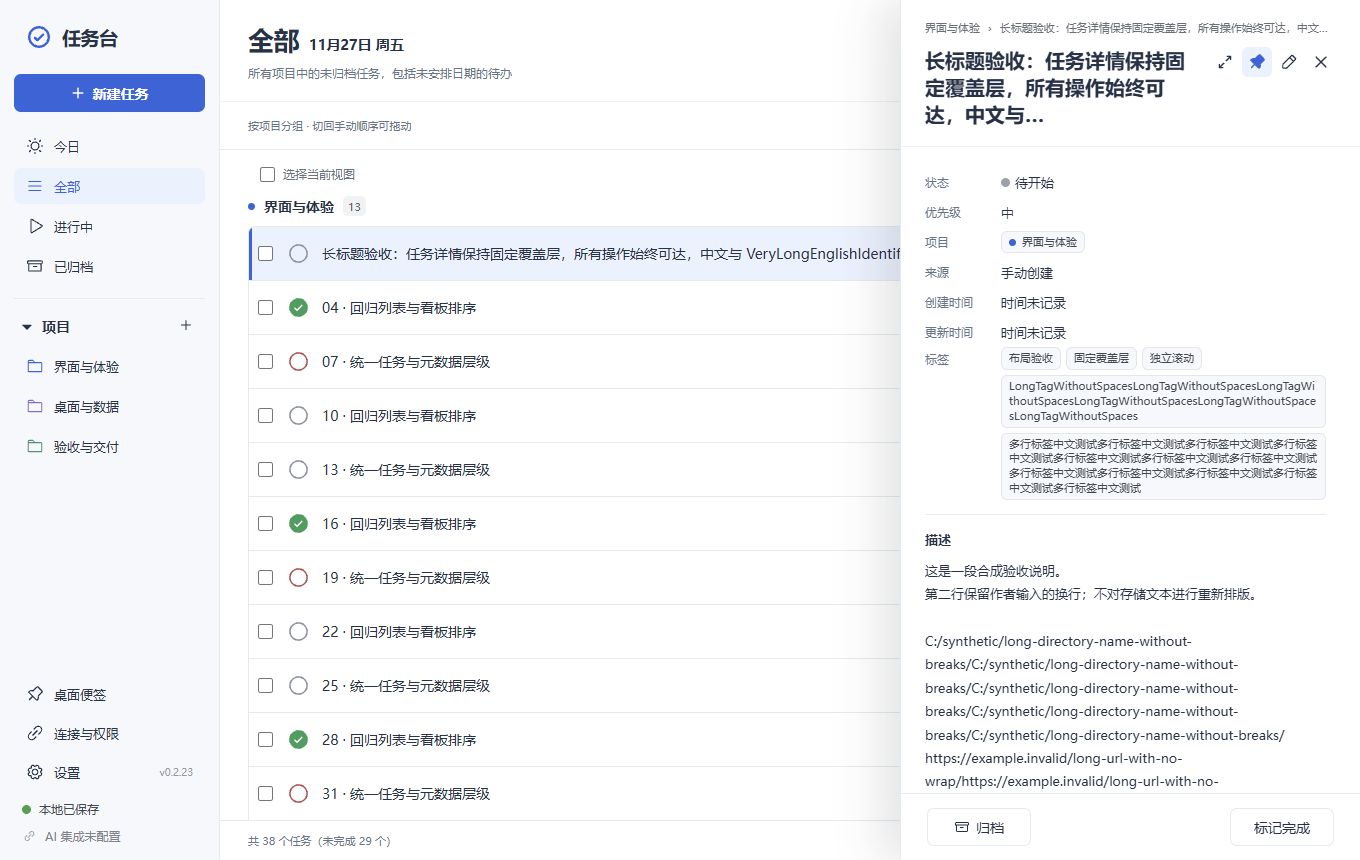 任务台
新建任务
今日
全部
进行中
已归档
项目
界面与体验
桌面与数据
验收与交付
桌面便签
连接与权限
设置 v0.2.23
本地已保存
AI 集成未配置
全部 11月27日 周五
所有项目中的未归档任务，包括未安排日期的待办
按项目分组 · 切回手动顺序可拖动
选择当前视图
界面与体验 13
长标题验收：任务详情保持固定覆盖层，所有操作始终可达，中文与 VeryLongEnglishIdentif
04 · 回归列表与看板排序
07 · 统一任务与元数据层级
10 · 回归列表与看板排序
13 · 统一任务与元数据层级
16 · 回归列表与看板排序
19 · 统一任务与元数据层级
22 · 回归列表与看板排序
25 · 统一任务与元数据层级
28 · 回归列表与看板排序
31 · 统一任务与元数据层级
共 38 个任务（未完成 29 个）
界面与体验 › 长标题验收：任务详情保持固定覆盖层，所有操作始终可达，中文...
长标题验收：任务详情保持固
定覆盖层，所有操作始终可
达，中文与...
状态 待开始
优先级 中
项目 界面与体验
来源 手动创建
创建时间 时间未记录
更新时间 时间未记录
标签 布局验收 固定覆盖层 独立滚动
LongTagWithoutSpacesLongTagWithoutSpacesLongTagWi
thoutSpacesLongTagWithoutSpacesLongTagWithoutSpace
sLongTagWithoutSpaces
多行标签中文测试多行标签中文测试多行标签中文测试多行标签
中文测试多行标签中文测试多行标签中文测试多行标签中文测试
多行标签中文测试多行标签中文测试多行标签中文测试多行标签
中文测试多行标签中文测试
描述
这是一段合成验收说明。
第二行保留作者输入的换行；不对存储文本进行重新排版。
C:/synthetic/long-directory-name-without-
breaks/C:/synthetic/long-directory-name-without-
breaks/C:/synthetic/long-directory-name-without-
breaks/C:/synthetic/long-directory-name-without-
breaks/C:/synthetic/long-directory-name-without-breaks/
https://example.invalid/long-url-with-no-
wrap/https://example.invalid/long-url-with-no-
归档
标记完成